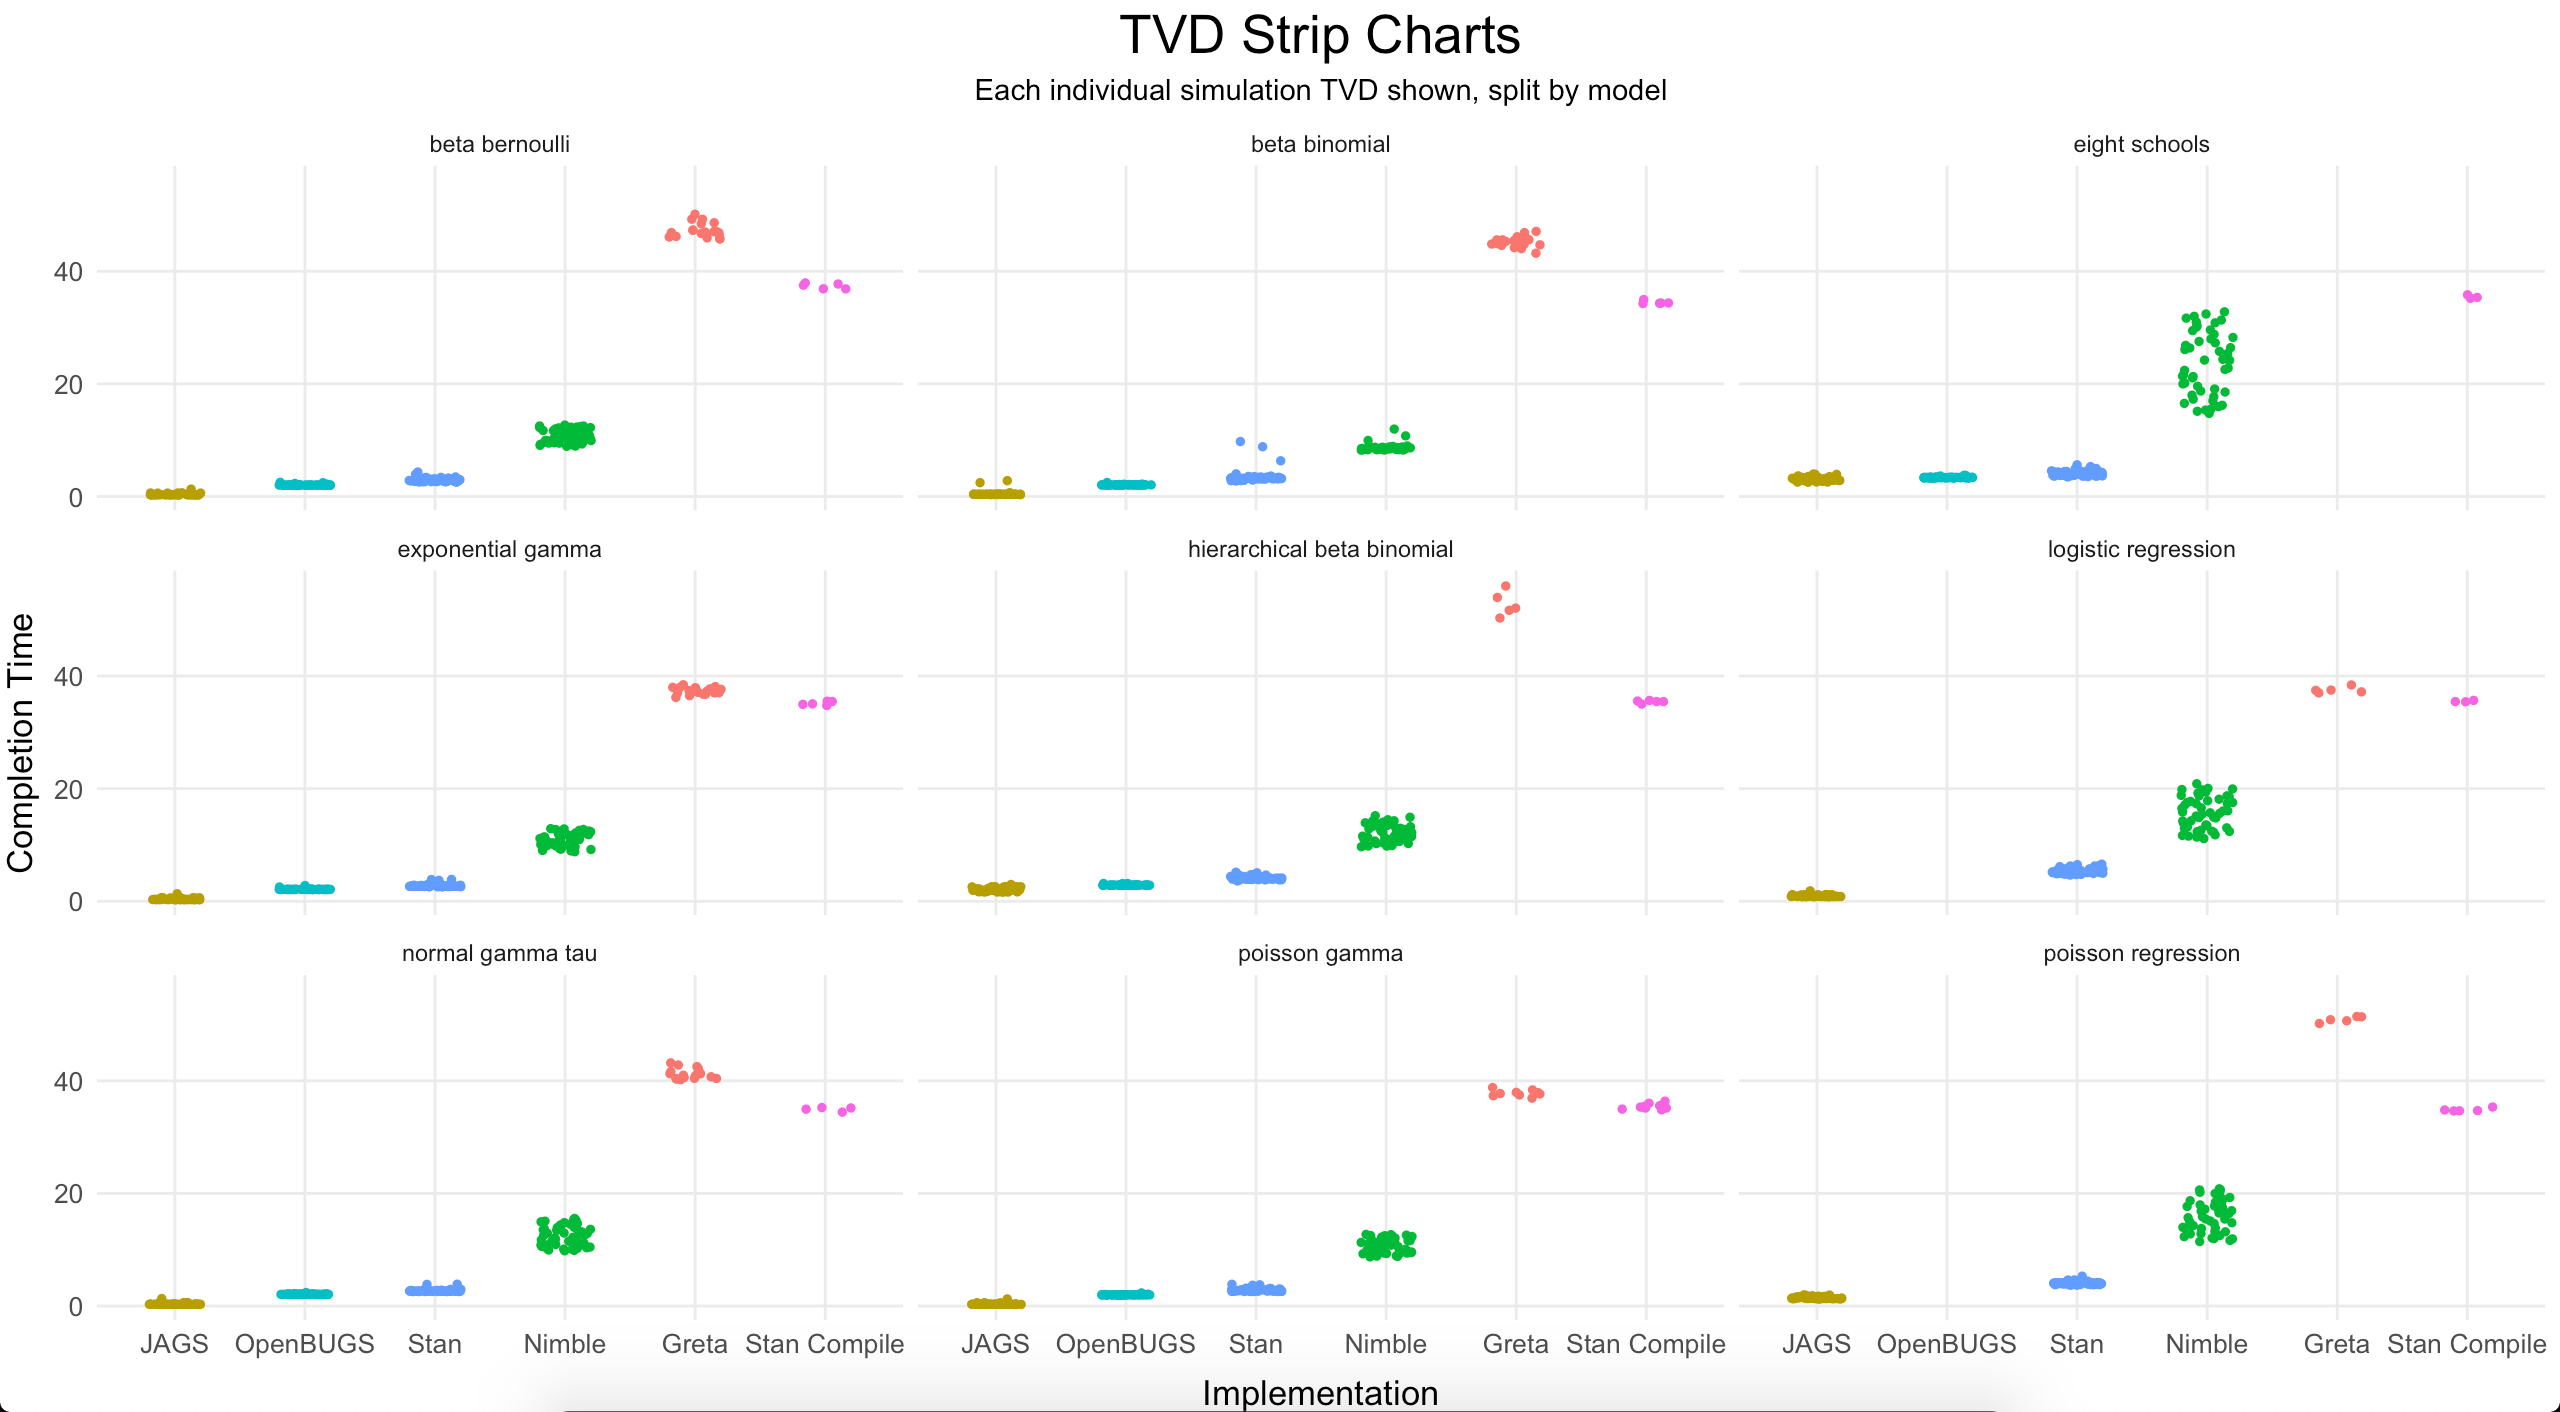 TVD Strip Charts
Each individual simulation TVD shown, split by model
beta bernoulli
beta binomial
eight schools
40
20
0
exponential gamma
hierarchical beta binomial
logistic regression
Completion Time
40
20
0
normal gamma tau
poisson gamma
poisson regression
40
20
0
JAGS OpenBUGS Stan Nimble Greta Stan Compile
JAGS OpenBUGS Stan Nimble Greta Stan Compile
JAGS OpenBUGS Stan Nimble Greta Stan Compile
Implementation